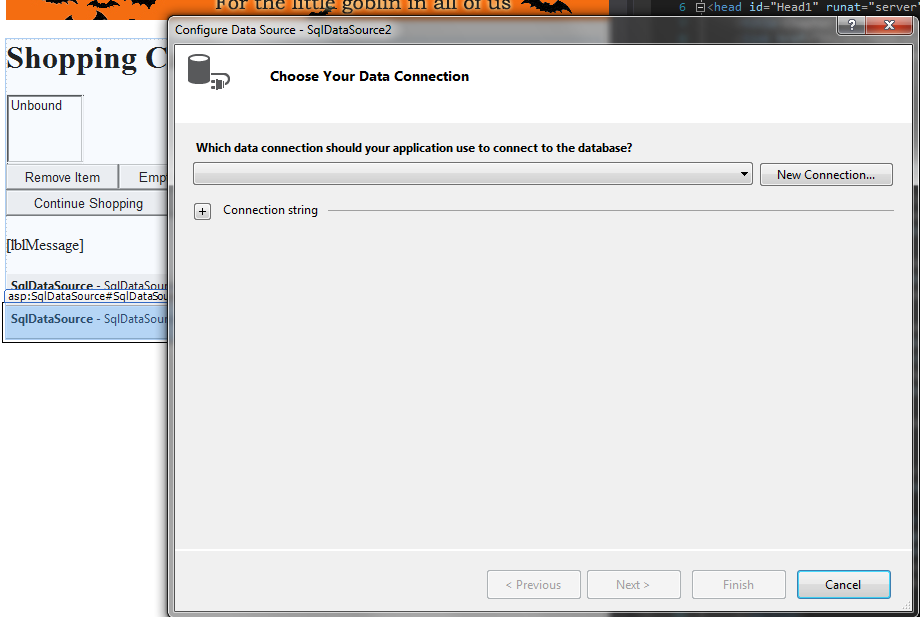 For the little goblin in all of us
6 <head id="Head1" runat="server"
Configure Data Source - SqlDataSource2
?
Choose Your Data Connection
Shopping C
Unbound
Which data connection should your application use to connect to the database?
New Connection...
Remove Item
Emp
Continue Shopping
+ Connection string
[lblMessage]
SqlDataSource - SqlDataSour
asp:SqlDataSource#SqlDataSou
SqlDataSource - SqlDataSour
< Previous
Next >
Finish
Cancel